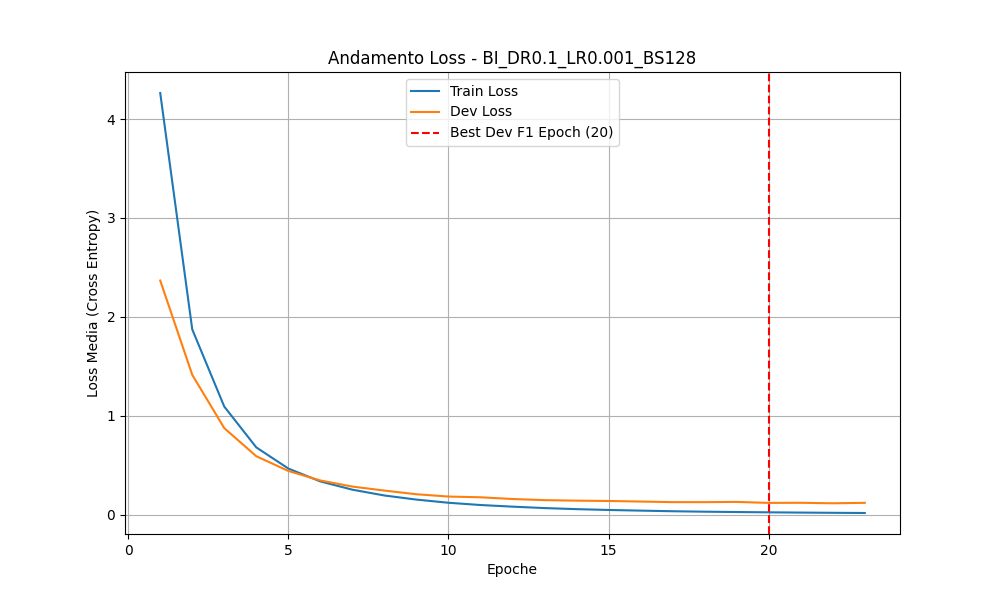 Andamento Loss - BI_DR0.1_LR0.001_BS128
Train Loss
Dev Loss
Best Dev F1 Epoch (20)
Loss Media (Cross Entropy)
4
3
2
1
0
0 5 10 15 20
Epoche